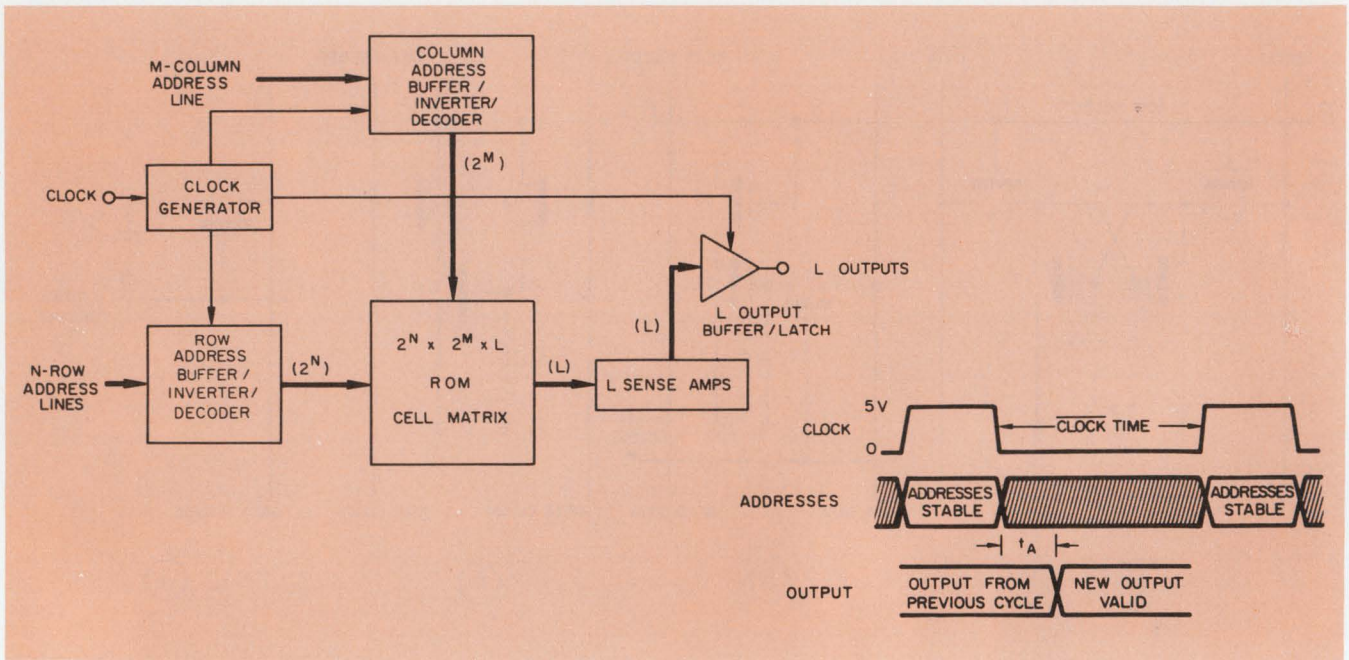 M-COLUMN
ADDRESS
LINE
COLUMN
ADDRESS
BUFFER /
INVERTER/
DECODER
(2^M)
CLOCK
CLOCK
GENERATOR
L OUTPUTS
L OUTPUT
BUFFER/LATCH
N-ROW
ADDRESS
LINES
ROW
ADDRESS
BUFFER /
INVERTER/
DECODER
(2^N)
2^N x 2^M x L
ROM
CELL MATRIX
(L)
L SENSE AMPS
(L)
CLOCK
5V
0
CLOCK TIME
ADDRESSES
ADDRESSES
STABLE
ADDRESSES
STABLE
t_A
OUTPUT
OUTPUT FROM
PREVIOUS CYCLE
NEW OUTPUT
VALID